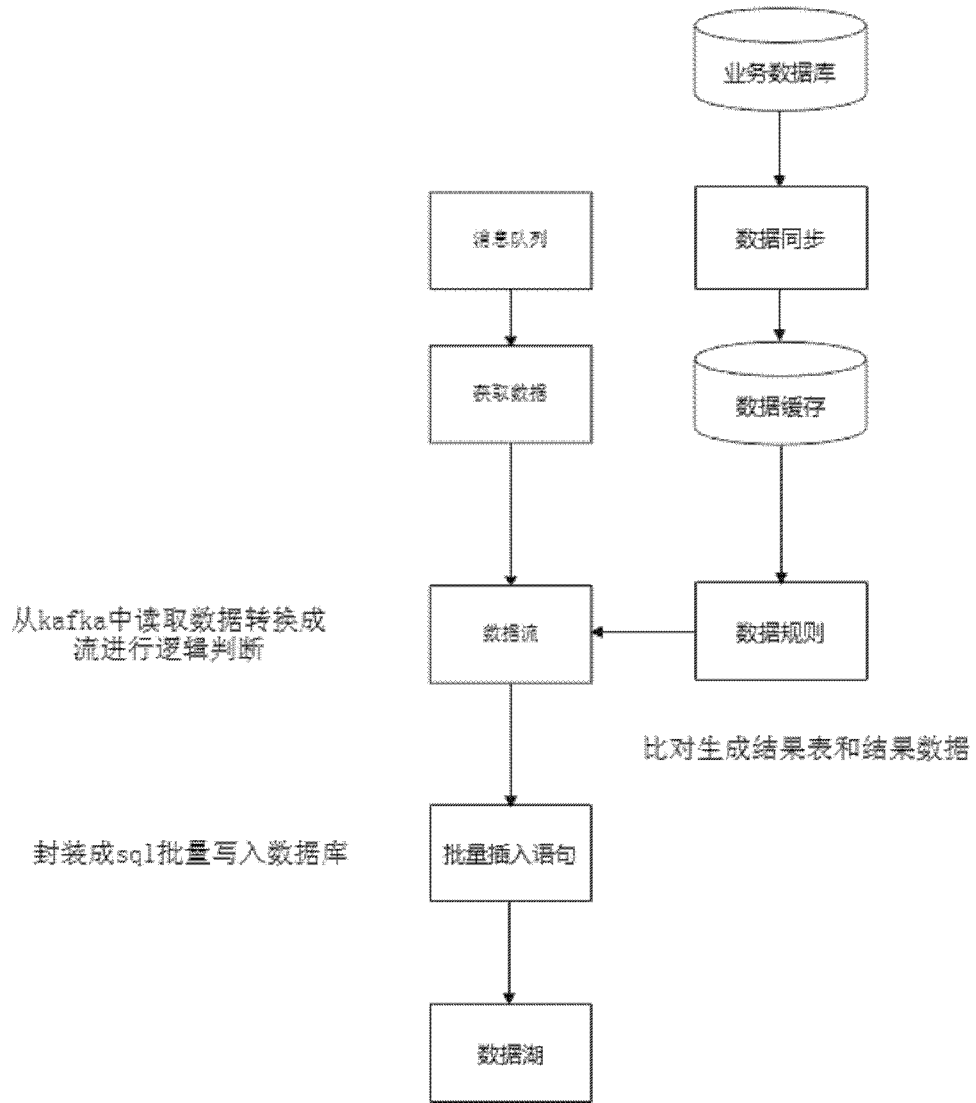 业务数据库
消息队列
数据同步
获取数据
数据缓存
从kafka中读取数据转换成
流进行逻辑判断
数据流
数据规则
比对生成结果表和结果数据
封装成sql批量写入数据库
批量插入语句
数据湖